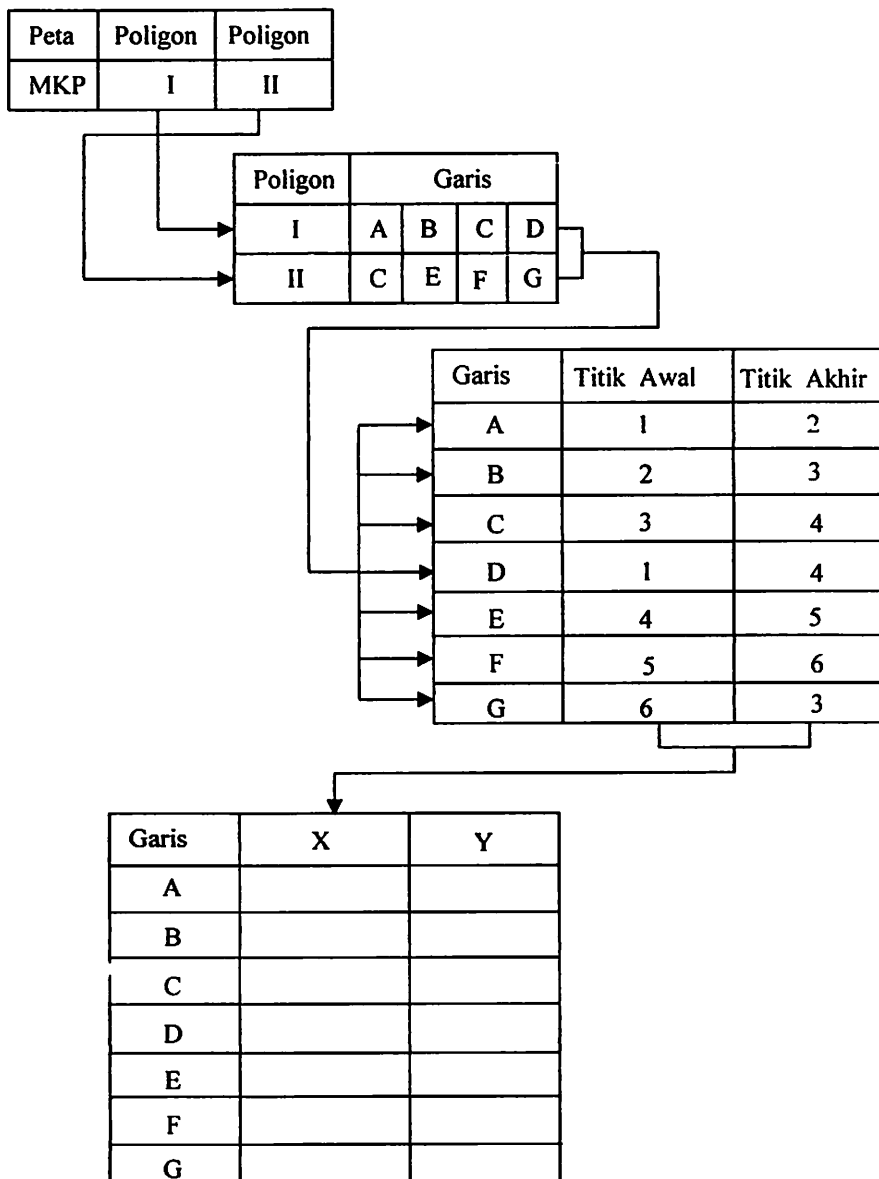 Peta Poligon Poligon
MKP I II
Poligon Garis
I A B C D
II C E F G
Garis Titik Awal Titik Akhir
A 1 2
B 2 3
C 3 4
D 1 4
E 4 5
F 5 6
G 6 3
Garis X Y
A
B
C
D
E
F
G